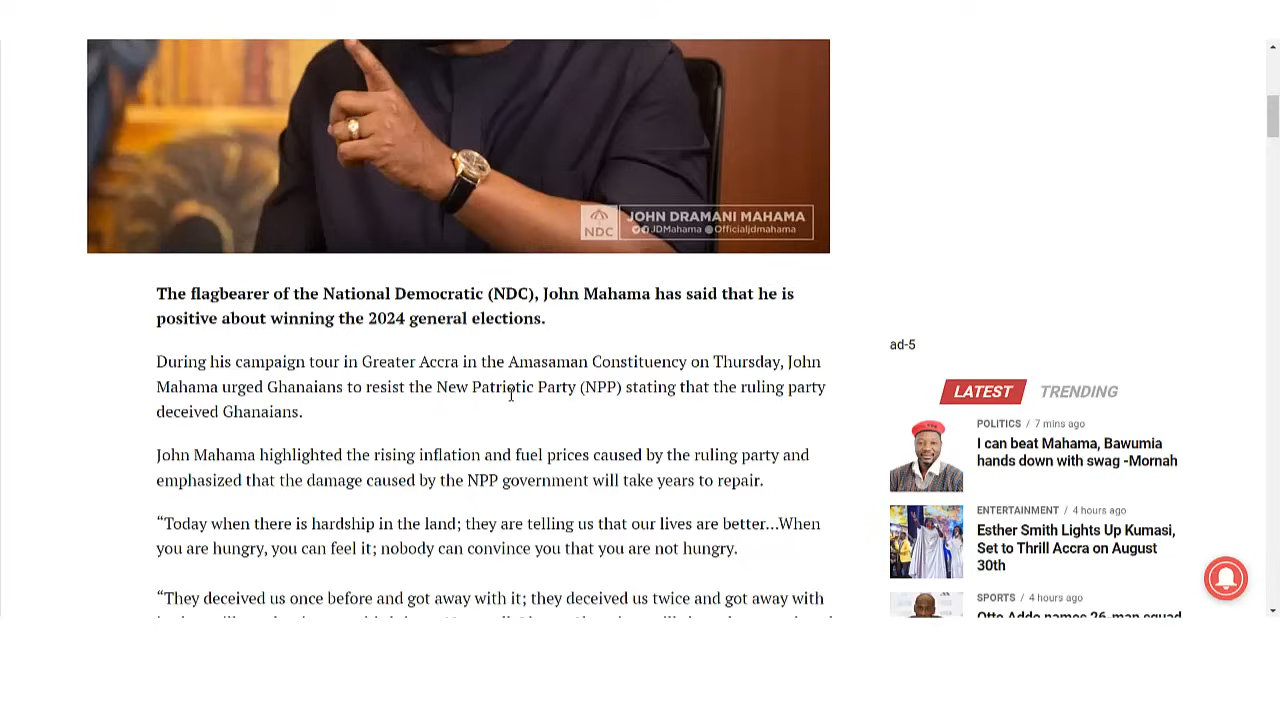 NDC
JOHN DRAMANI MAHAMA
JDMahama Officialjdmahama
The flagbearer of the National Democratic (NDC), John Mahama has said that he is
positive about winning the 2024 general elections.
During his campaign tour in Greater Accra in the Amasaman Constituency on Thursday, John
Mahama urged Ghanaians to resist the New Patriotic Party (NPP) stating that the ruling party
deceived Ghanaians.
John Mahama highlighted the rising inflation and fuel prices caused by the ruling party and
emphasized that the damage caused by the NPP government will take years to repair.
“Today when there is hardship in the land; they are telling us that our lives are better…When
you are hungry, you can feel it; nobody can convince you that you are not hungry.
“They deceived us once before and got away with it; they deceived us twice and got away with
ad-5
LATEST
TRENDING
POLITICS / 7 mins ago
I can beat Mahama, Bawumia
hands down with swag -Mornah
ENTERTAINMENT / 4 hours ago
Esther Smith Lights Up Kumasi,
Set to Thrill Accra on August
30th
SPORTS / 4 hours ago
Otto Addo names 26-man squad